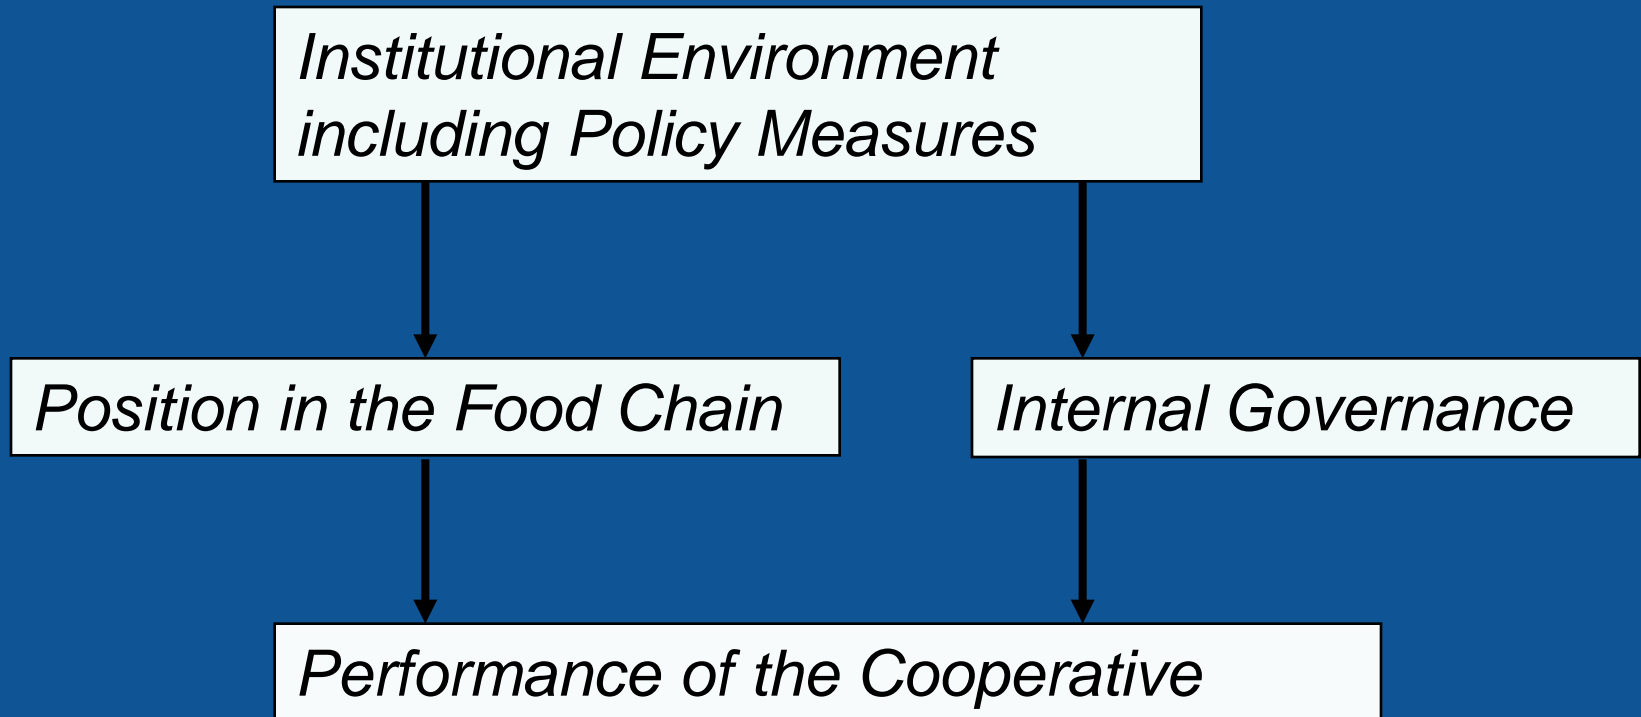 Institutional Environment
including Policy Measures
Position in the Food Chain
Internal Governance
Performance of the Cooperative